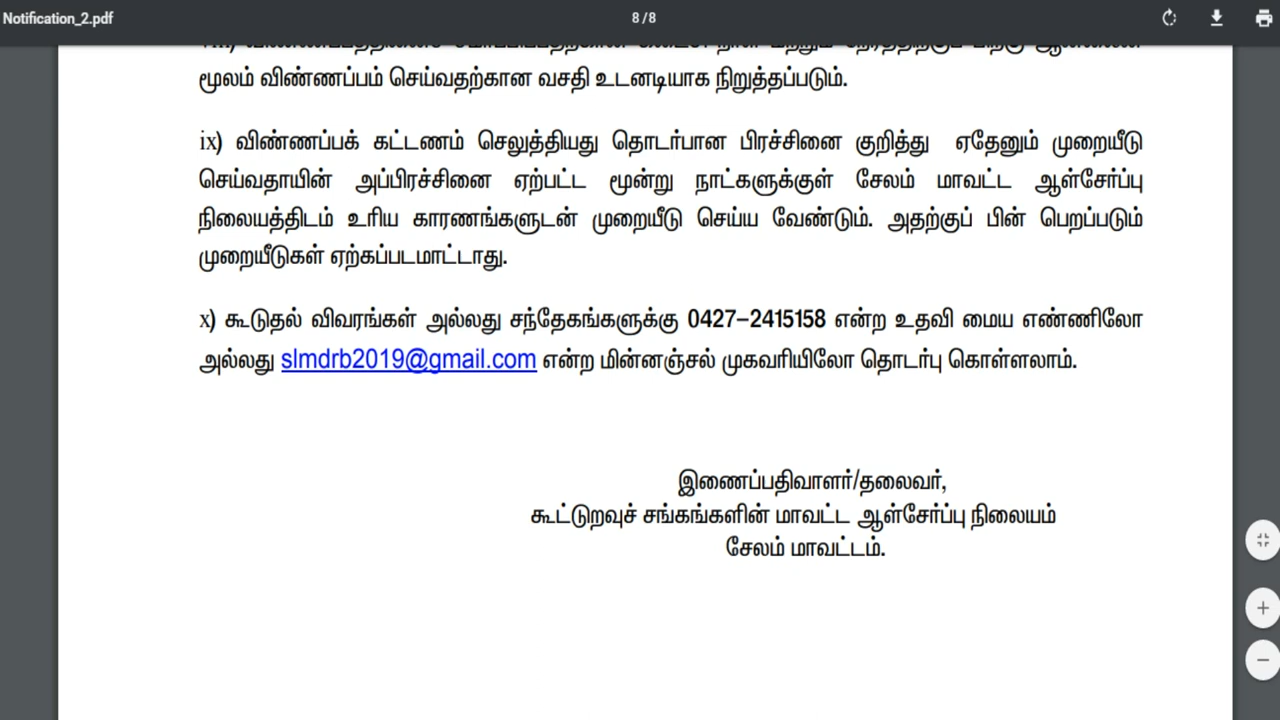 Notification_2.pdf
8 / 8
மூலம் விண்ணப்பம் செய்வதற்கான வசதி உடனடியாக நிறுத்தப்படும்.
ix) விண்ணப்பக் கட்டணம் செலுத்தியது தொடர்பான பிரச்சினை குறித்து ஏதேனும் முறையீடு
செய்வதாயின் அப்பிரச்சினை ஏற்பட்ட மூன்று நாட்களுக்குள் சேலம் மாவட்ட ஆள்சேர்ப்பு
நிலையத்திடம் உரிய காரணங்களுடன் முறையீடு செய்ய வேண்டும். அதற்குப் பின் பெறப்படும்
முறையீடுகள் ஏற்கப்படமாட்டாது.
x) கூடுதல் விவரங்கள் அல்லது சந்தேகங்களுக்கு 0427–2415158 என்ற உதவி மைய எண்ணிலோ
அல்லது slmdrb2019@gmail.com என்ற மின்னஞ்சல் முகவரியிலோ தொடர்பு கொள்ளலாம்.
இணைப்பதிவாளர்/தலைவர்,
கூட்டுறவுச் சங்கங்களின் மாவட்ட ஆள்சேர்ப்பு நிலையம்
சேலம் மாவட்டம்.